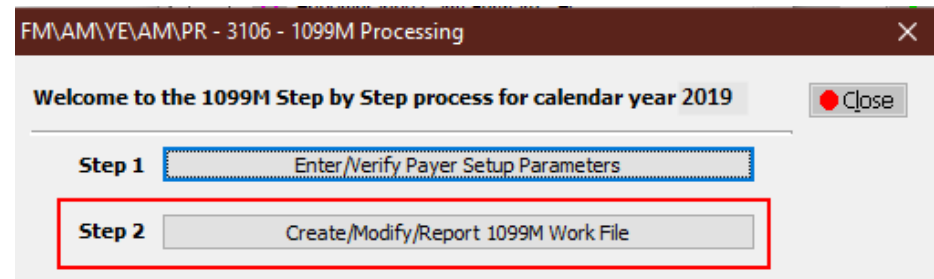 FM\AM\YE\AM\PR - 3106 - 1099M Processing
Welcome to the 1099M Step by Step process for calendar year 2019
Close
Step 1 Enter/Verify Payer Setup Parameters
Step 2 Create/Modify/Report 1099M Work File